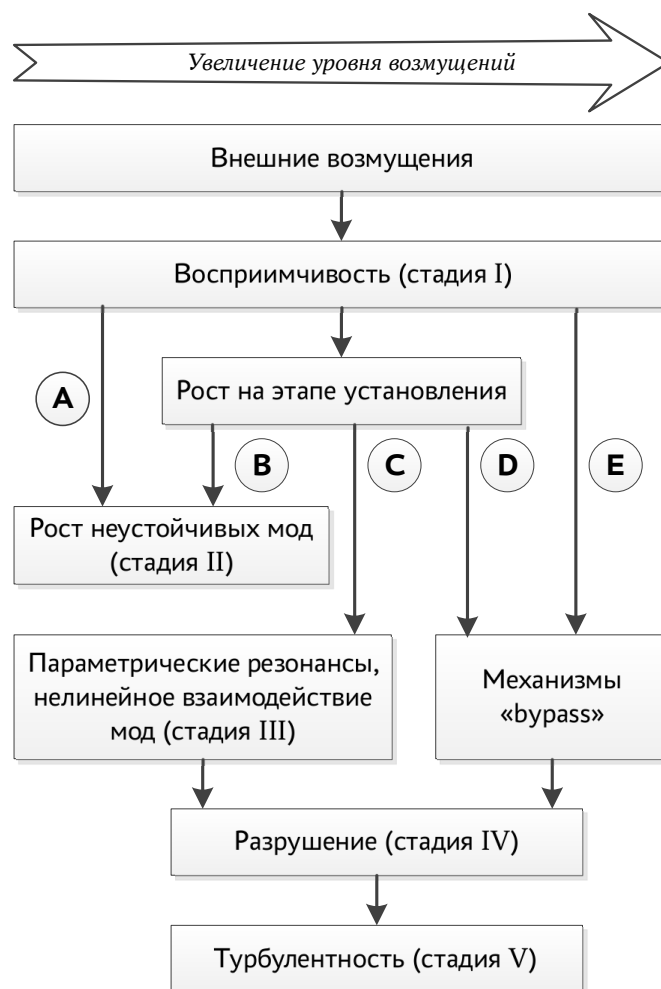 Увеличение уровня возмущений
Внешние возмущения
Восприимчивость (стадия I)
A
Рост на этапе установления
B
C
D
E
Рост неустойчивых мод
(стадия II)
Параметрические резонансы,
нелинейное взаимодействие
мод (стадия III)
Механизмы
«bypass»
Разрушение (стадия IV)
Турбулентность (стадия V)